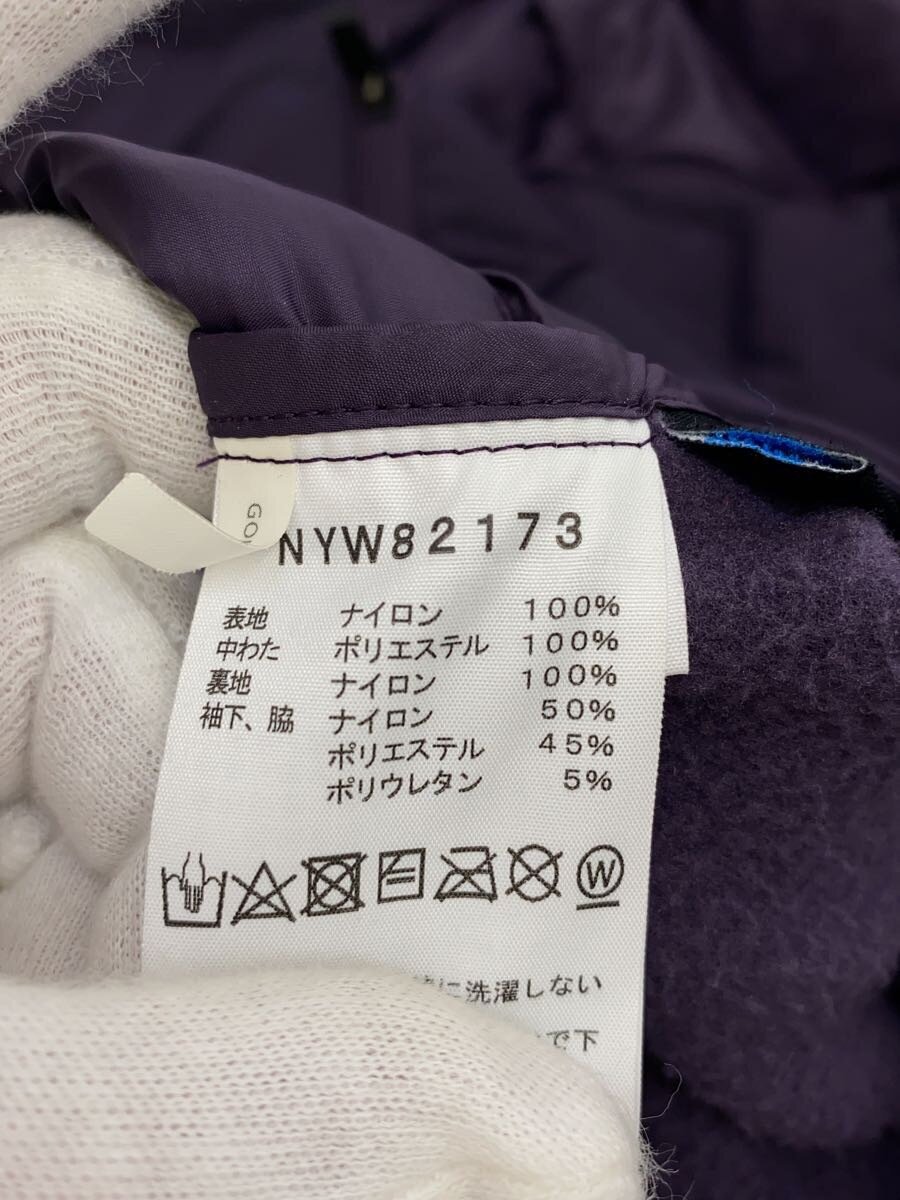 NYW82173
表地 ナイロン 100%
中わた ポリエステル 100%
裏地 ナイロン 100%
袖下、脇 ナイロン 50%
ポリエステル 45%
ポリウレタン 5%
W
に洗濯しない
で下